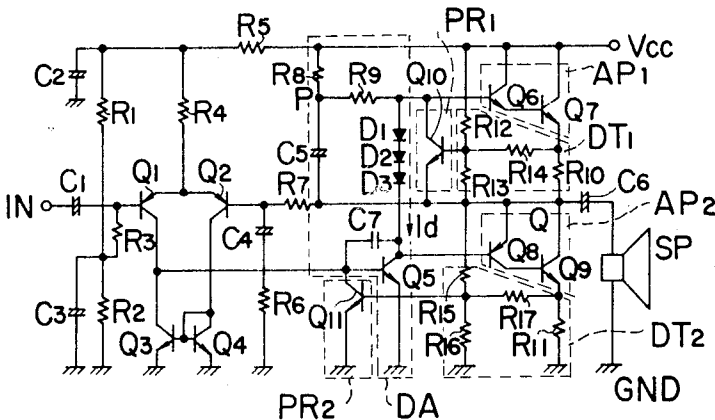 PR1
R5
VCC
C2
R8
P
R9
Q10
AP1
Q6
Q7
R1
R4
D1
D2
D3
R12
DT1
R14
C5
R13
R10
C6
Q1
Q2
R7
C1
IN
R3
C4
C7
Id
Q
AP2
SP
Q8
Q9
Q5
C3
R2
R6
Q11
R15
R17
R16
R11
Q3
Q4
DT2
GND
PR2
DA